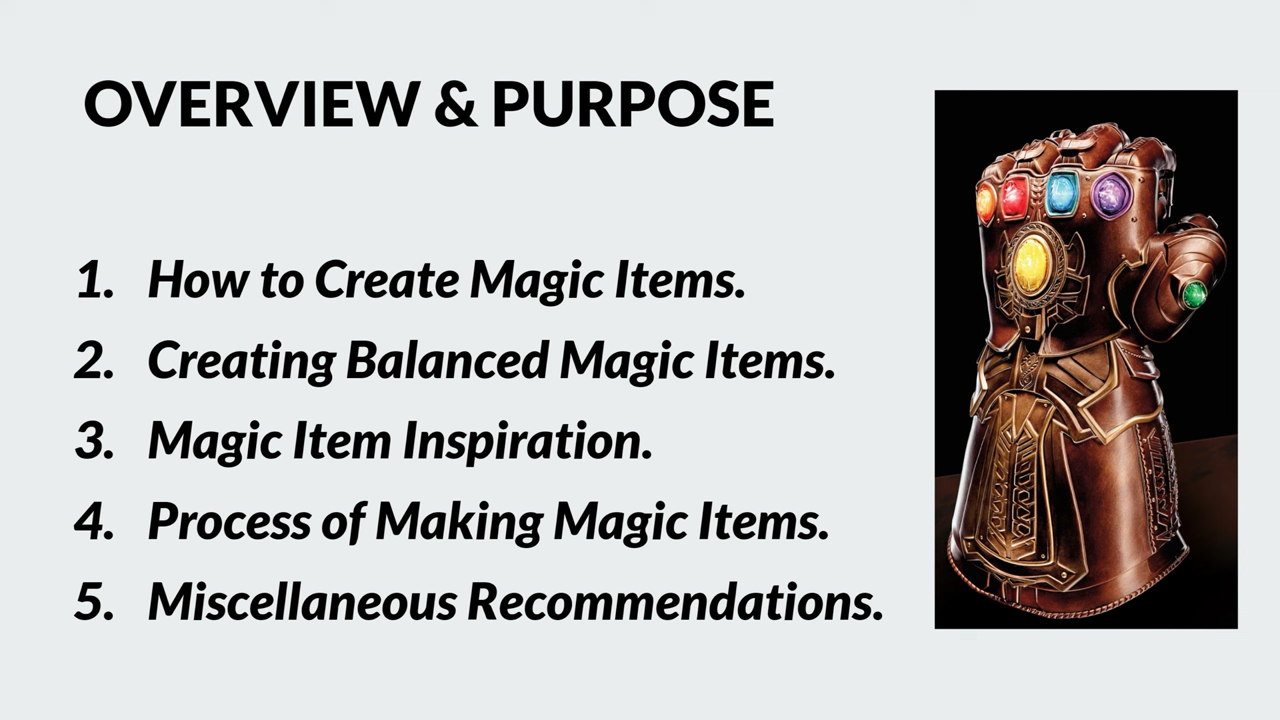 OVERVIEW & PURPOSE
1. How to Create Magic Items.
2. Creating Balanced Magic Items.
3. Magic Item Inspiration.
4. Process of Making Magic Items.
5. Miscellaneous Recommendations.